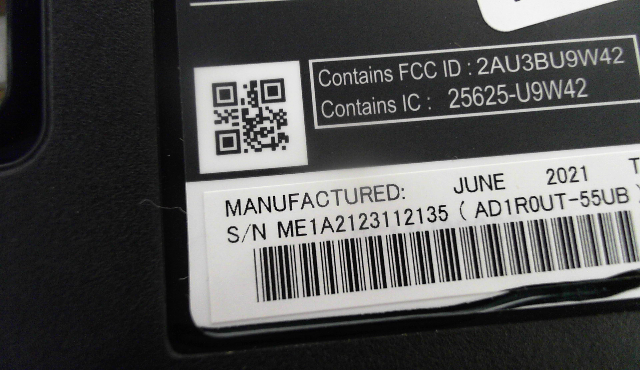 Contains FCC ID : 2AU3BU9W42
Contains IC : 25625-U9W42
MANUFACTURED: JUNE 2021 T
S/N ME1A2123112135 ( AD1R0UT-55UB )